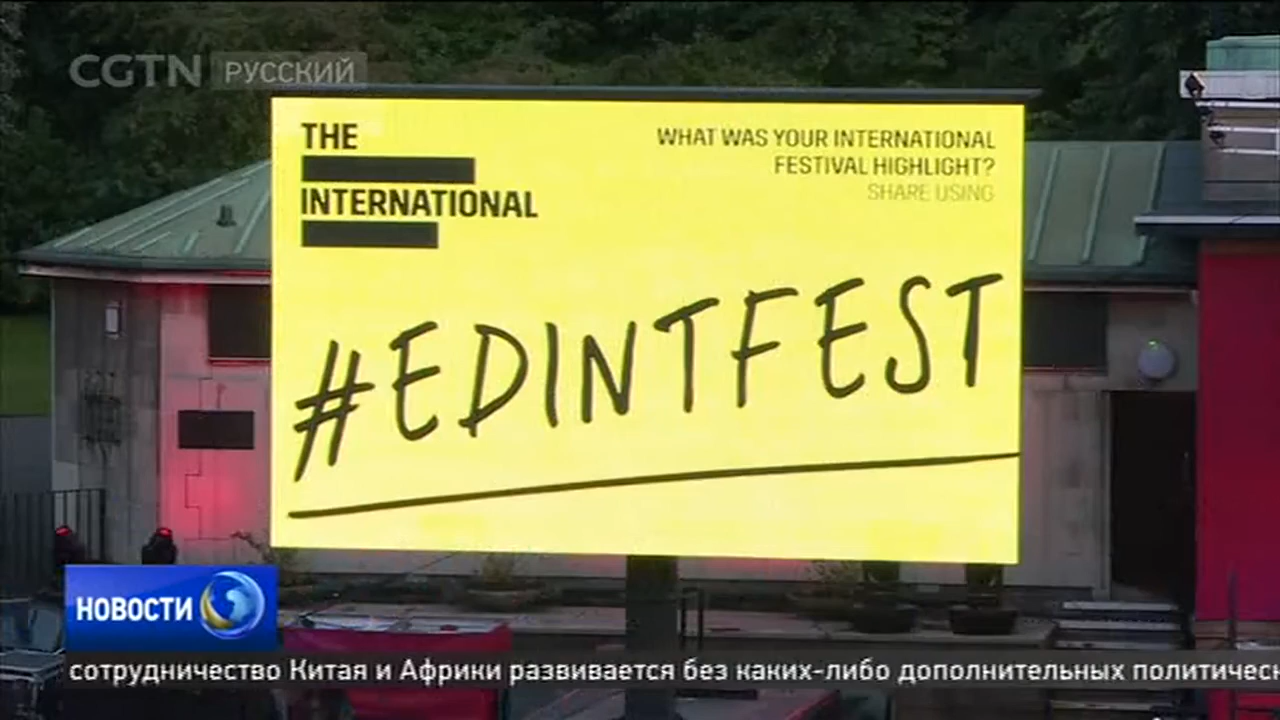 CGTN РУССКИЙ
THE
INTERNATIONAL
WHAT WAS YOUR INTERNATIONAL
FESTIVAL HIGHLIGHT?
SHARE USING
#EDINTFEST
НОВОСТИ
сотрудничество Китая и Африки развивается без каких-либо дополнительных политичес